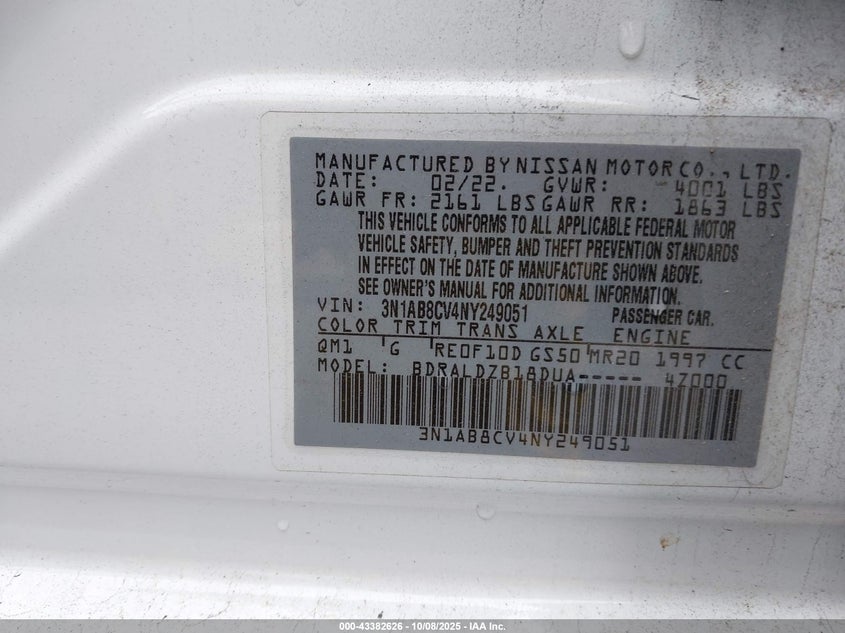 MANUFACTURED BY NISSAN MOTOR CO., LTD.
DATE: 02/22. GVWR: 4001 LBS
GAWR FR: 2161 LBS GAWR RR: 1863 LBS
THIS VEHICLE CONFORMS TO ALL APPLICABLE FEDERAL MOTOR
VEHICLE SAFETY, BUMPER AND THEFT PREVENTION STANDARDS
IN EFFECT ON THE DATE OF MANUFACTURE SHOWN ABOVE.
SEE OWNER'S MANUAL FOR ADDITIONAL INFORMATION.
VIN: 3N1AB8CV4NY249051 PASSENGER CAR.
COLOR TRIM TRANS AXLE ENGINE
QM1 G RE0F10D GS50 MR20 1997 CC
MODEL: BDRALDZB18DUA----- 4Z000
3N1AB8CV4NY249051
000-43382626 - 10/08/2025 - IAA Inc.